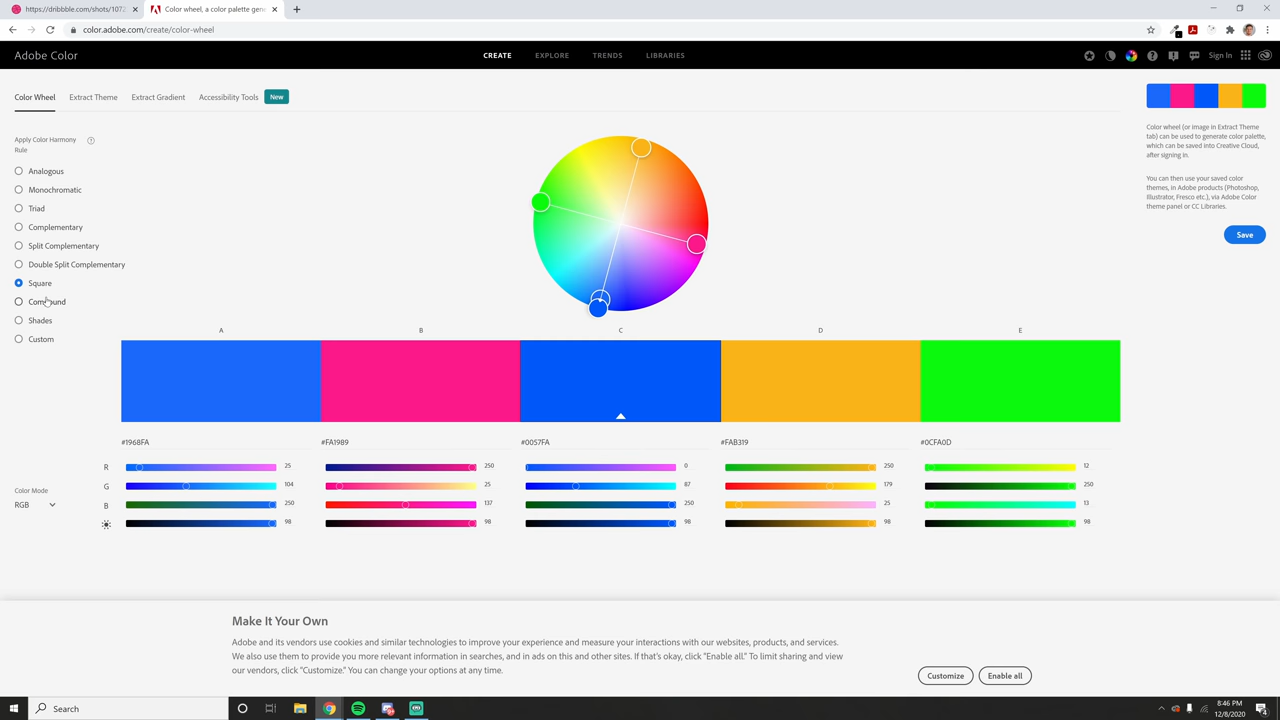 https://dribbble.com/shots/1072
Color wheel, a color palette gene
color.adobe.com/create/color-wheel
Adobe Color
CREATE
EXPLORE
TRENDS
LIBRARIES
Sign In
Color Wheel
Extract Theme
Extract Gradient
Accessibility Tools
New
Apply Color Harmony
Rule
Analogous
Monochromatic
Triad
Complementary
Split Complementary
Double Split Complementary
Square
Compound
Shades
Custom
Color wheel (or image in Extract Theme
tab) can be used to generate color palette,
which can be saved into Creative Cloud,
after signing in.
You can then use your saved color
themes, in Adobe products (Photoshop,
Illustrator, Fresco etc.), via Adobe Color
theme panel or CC Libraries.
Save
A B C D E
#1968FA #FA1989 #0057FA #FAB319 #0CFA0D
R 25 250 0 250 12
G 104 25 87 179 250
B 250 137 250 25 13
98 98 98 98 98
Color Mode
RGB
Make It Your Own
Adobe and its vendors use cookies and similar technologies to improve your experience and measure your interactions with our websites, products, and services.
We also use them to provide you more relevant information in searches, and in ads on this and other sites. If that's okay, click “Enable all.” To limit sharing and view
our vendors, click “Customize.” You can change your options at any time.
Customize
Enable all
Search
8:46 PM
12/8/2020
4